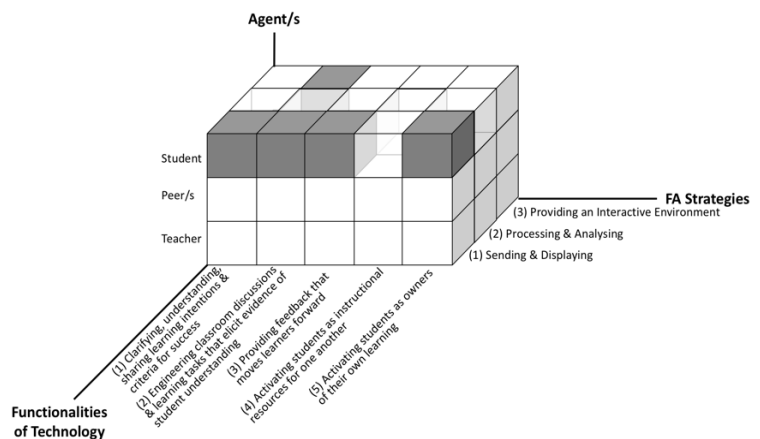 Agent/s
Student
Peer/s
Teacher
FA Strategies
(3) Providing an Interactive Environment
(2) Processing & Analysing
(1) Sending & Displaying
(1) Clarifying, understanding,
sharing learning intentions &
criteria for success
(2) Engineering classroom discussions
& learning tasks that elicit evidence of
student understanding
(3) Providing feedback that
moves learners forward
(4) Activating students as instructional
resources for one another
(5) Activating students as owners
of their own learning
Functionalities
of Technology